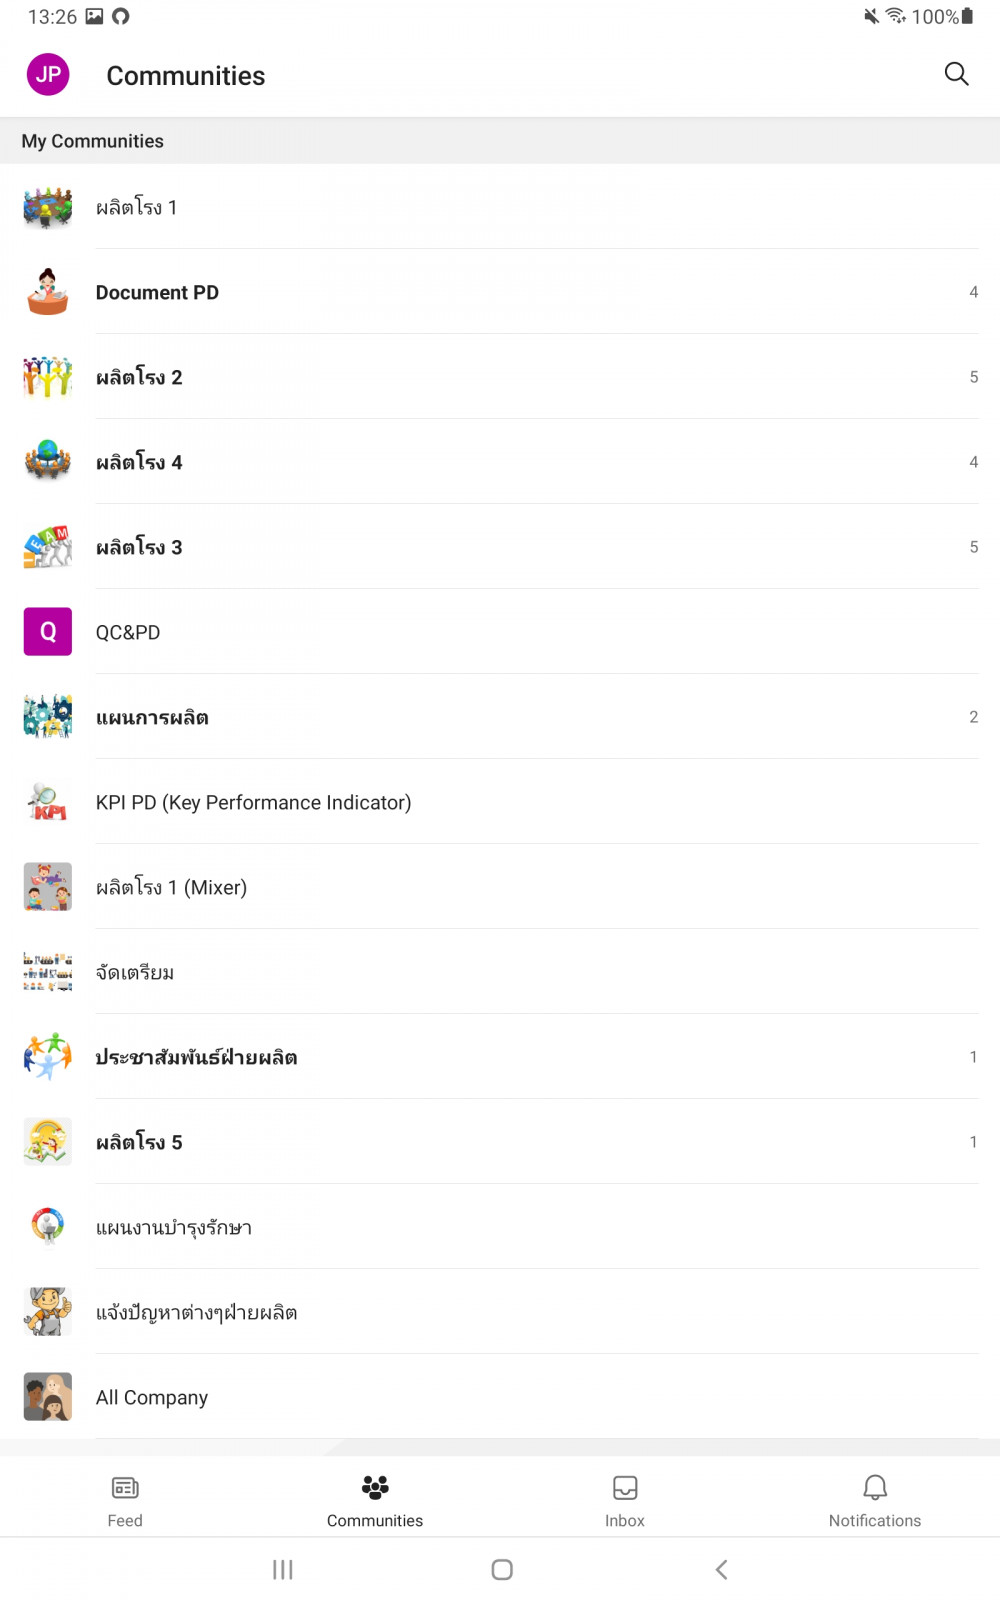 13:26 100%
JP Communities
My Communities
ผลิตโรง 1
Document PD 4
ผลิตโรง 2 5
ผลิตโรง 4 4
EAM
ผลิตโรง 3 5
Q QC&PD
แผนการผลิต 2
KPI
KPI PD (Key Performance Indicator)
ผลิตโรง 1 (Mixer)
จัดเตรียม
ประชาสัมพันธ์ฝ่ายผลิต 1
ผลิตโรง 5 1
แผนงานบำรุงรักษา
แจ้งปัญหาต่างๆฝ่ายผลิต
All Company
Feed Communities Inbox Notifications